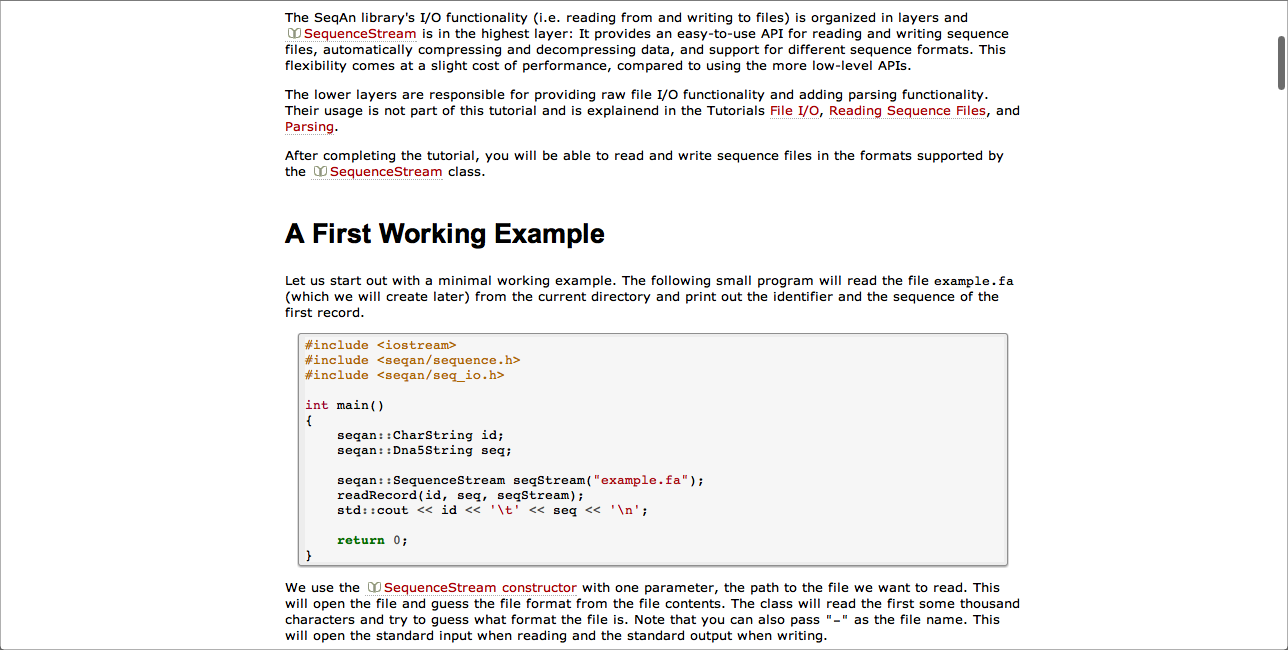 The SeqAn library's I/O functionality (i.e. reading from and writing to files) is organized in layers and
SequenceStream is in the highest layer: It provides an easy-to-use API for reading and writing sequence
files, automatically compressing and decompressing data, and support for different sequence formats. This
flexibility comes at a slight cost of performance, compared to using the more low-level APIs.
The lower layers are responsible for providing raw file I/O functionality and adding parsing functionality.
Their usage is not part of this tutorial and is explainend in the Tutorials File I/O, Reading Sequence Files, and
Parsing.
After completing the tutorial, you will be able to read and write sequence files in the formats supported by
the SequenceStream class.
A First Working Example
Let us start out with a minimal working example. The following small program will read the file example.fa
(which we will create later) from the current directory and print out the identifier and the sequence of the
first record.
#include <iostream>
#include <seqan/sequence.h>
#include <seqan/seq_io.h>
int main()
{
    seqan::CharString id;
    seqan::Dna5String seq;
    seqan::SequenceStream seqStream("example.fa");
    readRecord(id, seq, seqStream);
    std::cout << id << '\t' << seq << '\n';
    return 0;
}
We use the SequenceStream constructor with one parameter, the path to the file we want to read. This
will open the file and guess the file format from the file contents. The class will read the first some thousand
characters and try to guess what format the file is. Note that you can also pass "-" as the file name. This
will open the standard input when reading and the standard output when writing.